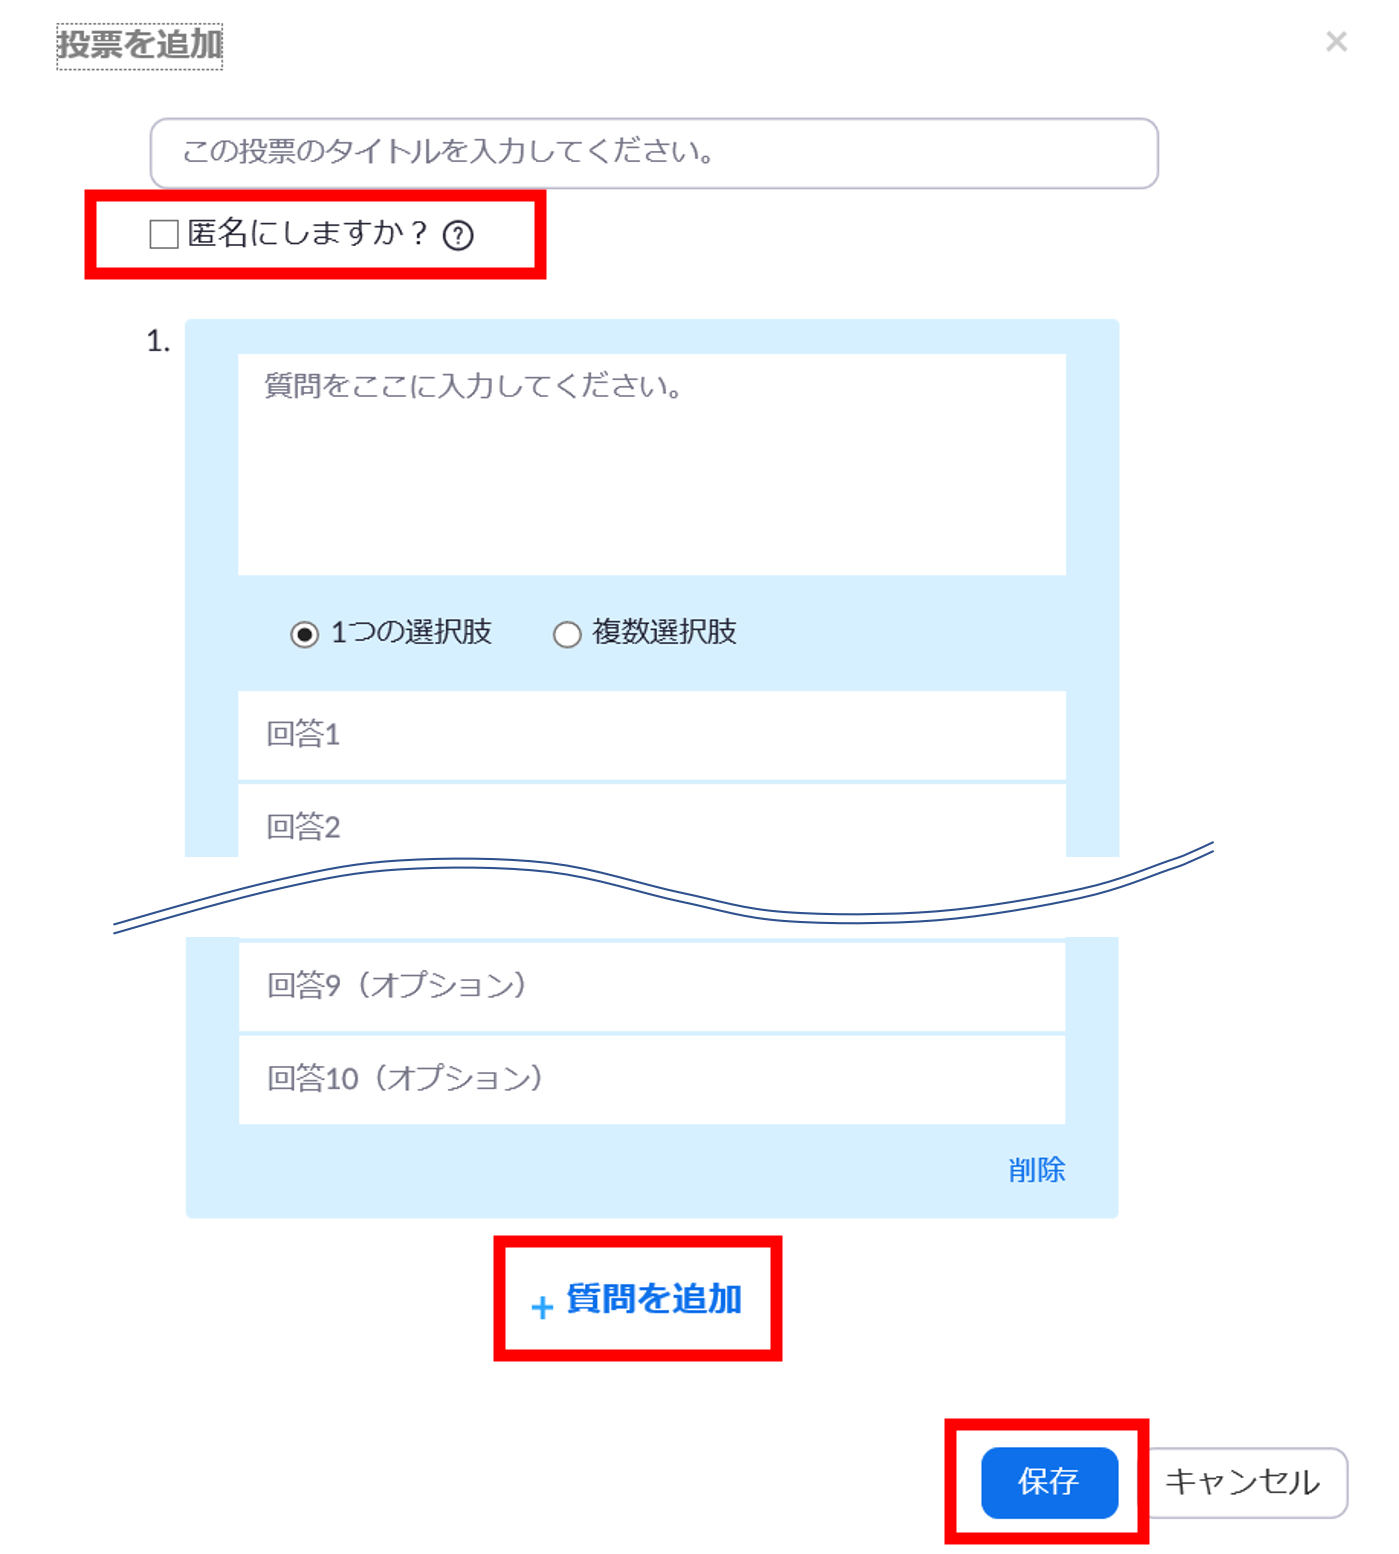 投票を追加
×
この投票のタイトルを入力してください。
匿名にしますか？ ?
1.
質問をここに入力してください。
1つの選択肢 複数選択肢
回答1
回答2
回答9（オプション）
回答10（オプション）
削除
+ 質問を追加
保存 キャンセル